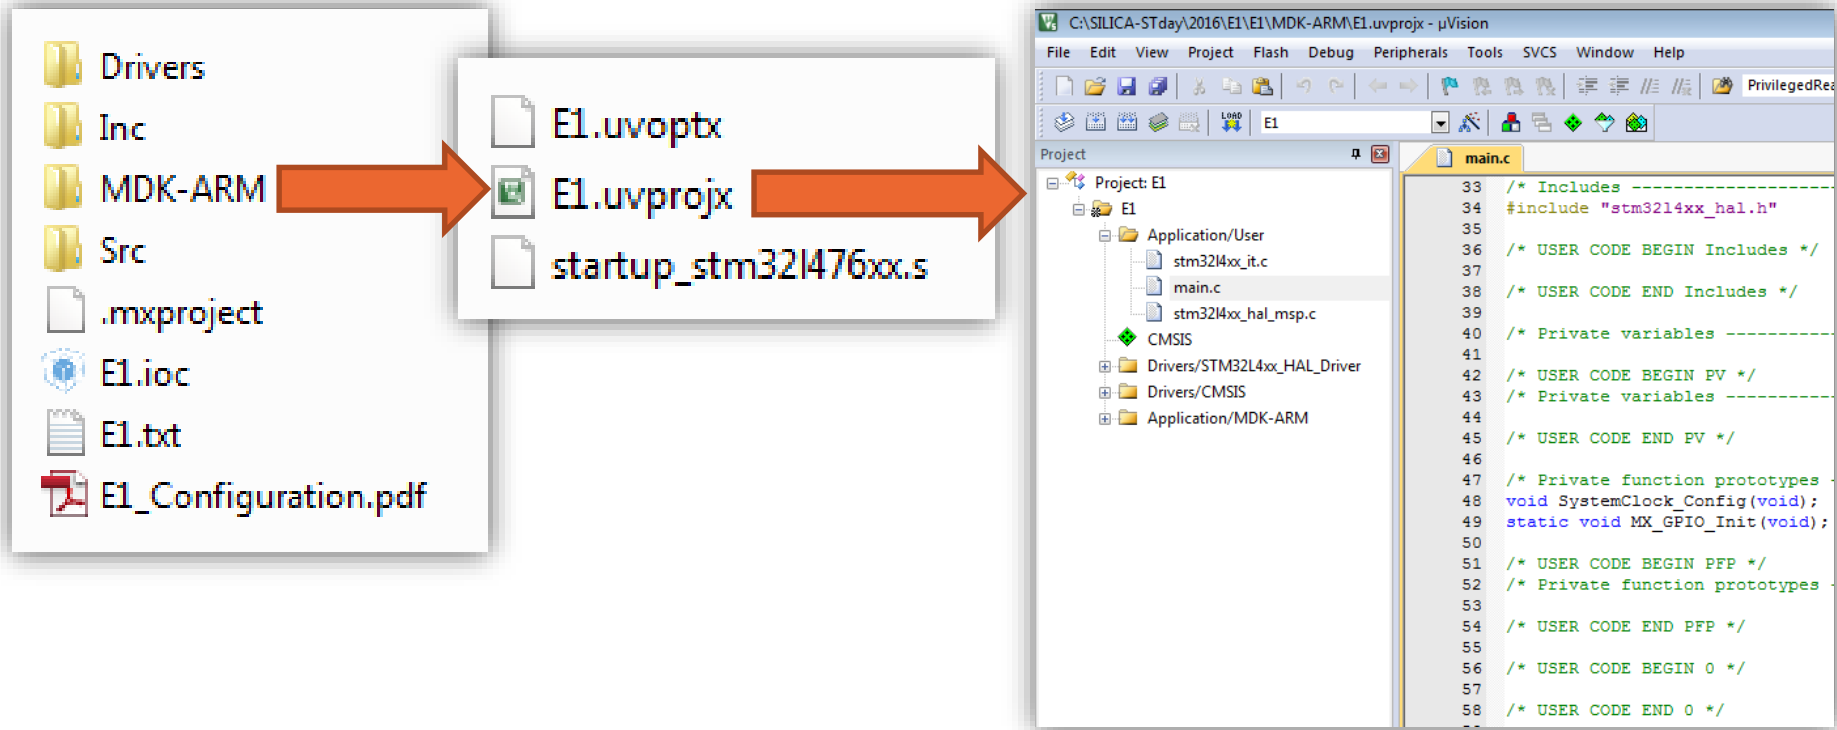 Drivers
Inc
MDK-ARM
Src
.mxproject
E1.ioc
E1.txt
E1_Configuration.pdf
E1.uvoptx
E1.uvprojx
startup_stm32l476xx.s
C:\SILICA-STday\2016\E1\E1\MDK-ARM\E1.uvprojx - µVision
File Edit View Project Flash Debug Peripherals Tools SVCS Window Help
PrivilegedRea
LOAD
E1
Project
Project: E1
E1
Application/User
stm32l4xx_it.c
main.c
stm32l4xx_hal_msp.c
CMSIS
Drivers/STM32L4xx_HAL_Driver
Drivers/CMSIS
Application/MDK-ARM
main.c
33 /* Includes --------------------
34 #include "stm32l4xx_hal.h"
35
36 /* USER CODE BEGIN Includes */
37
38 /* USER CODE END Includes */
39
40 /* Private variables -----------
41
42 /* USER CODE BEGIN PV */
43 /* Private variables -----------
44
45 /* USER CODE END PV */
46
47 /* Private function prototypes -
48 void SystemClock_Config(void);
49 static void MX_GPIO_Init(void);
50
51 /* USER CODE BEGIN PFP */
52 /* Private function prototypes -
53
54 /* USER CODE END PFP */
55
56 /* USER CODE BEGIN 0 */
57
58 /* USER CODE END 0 */